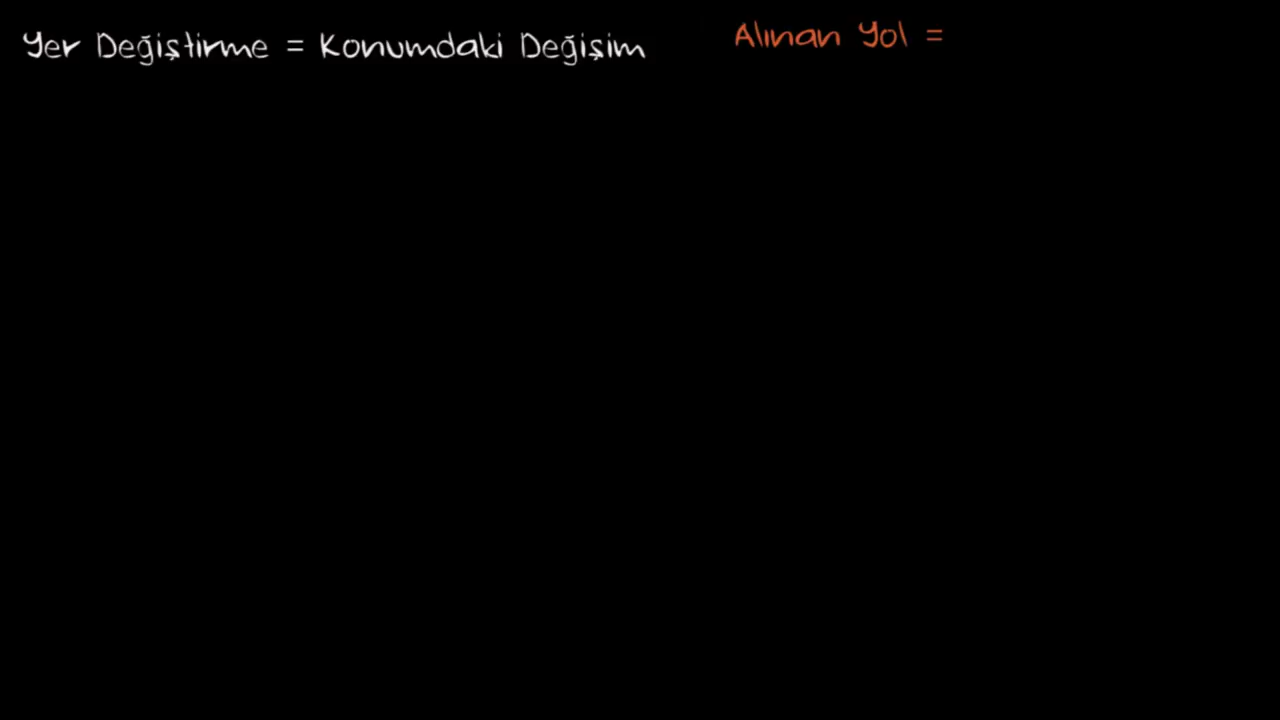 Yer Değiştirme = Konumdaki Değişim
Alınan Yol =